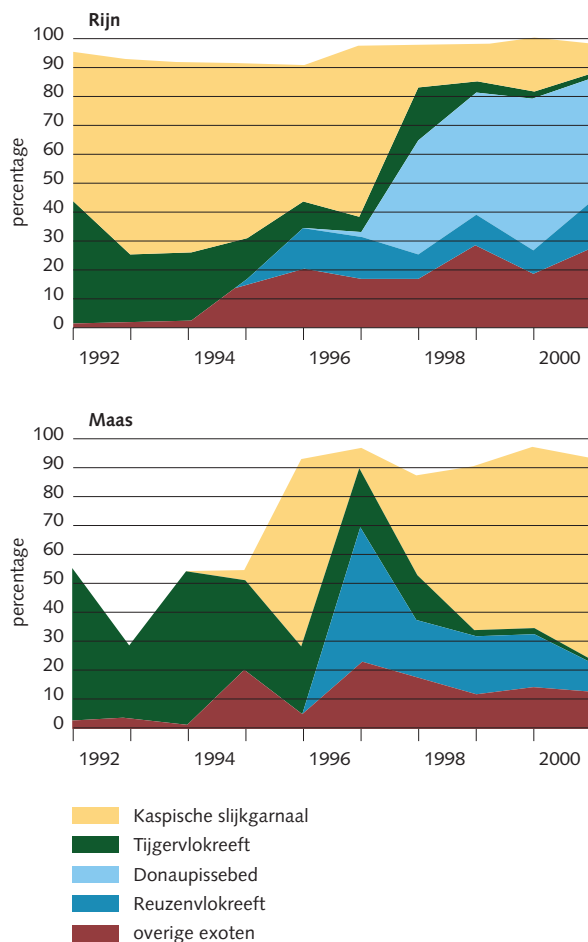 Rijn
percentage
100
90
80
70
60
50
40
30
20
10
0
1992 1994 1996 1998 2000
Maas
percentage
100
90
80
70
60
50
40
30
20
10
0
1992 1994 1996 1998 2000
Kaspische slijkgarnaal
Tijgervlokreeft
Donaupissebed
Reuzenvlokreeft
overige exoten